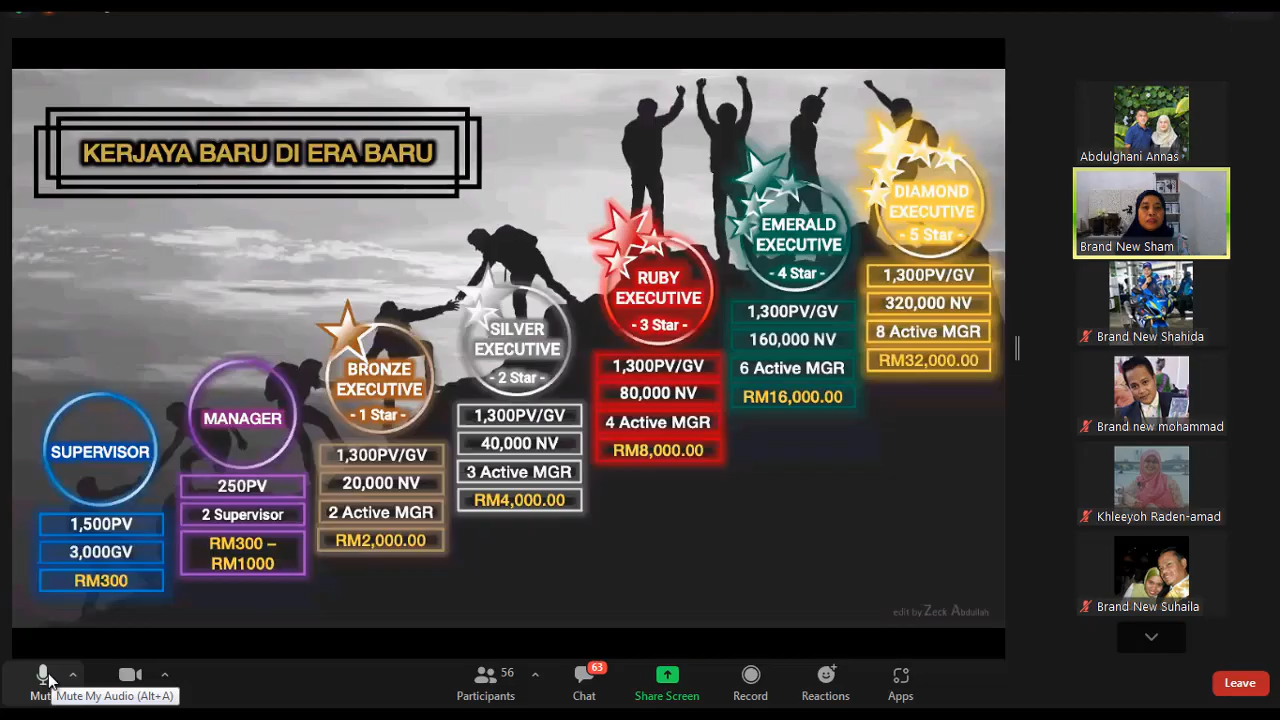 KERJAYA BARU DI ERA BARU
SUPERVISOR
1,500PV
3,000GV
RM300
MANAGER
250PV
2 Supervisor
RM300 –
RM1000
BRONZE
EXECUTIVE
- 1 Star -
1,300PV/GV
20,000 NV
2 Active MGR
RM2,000.00
SILVER
EXECUTIVE
- 2 Star -
1,300PV/GV
40,000 NV
3 Active MGR
RM4,000.00
RUBY
EXECUTIVE
- 3 Star -
1,300PV/GV
80,000 NV
4 Active MGR
RM8,000.00
EMERALD
EXECUTIVE
- 4 Star -
1,300PV/GV
160,000 NV
6 Active MGR
RM16,000.00
DIAMOND
EXECUTIVE
- 5 Star -
1,300PV/GV
320,000 NV
8 Active MGR
RM32,000.00
edit by Zeck Abdullah
Abdulghani Annas
Brand New Sham
Brand New Shahida
Brand new mohammad
Khleeyoh Raden-amad
Brand New Suhaila
Mut
Mute My Audio (Alt+A)
56
Participants
63
Chat
Share Screen
Record
Reactions
Apps
Leave